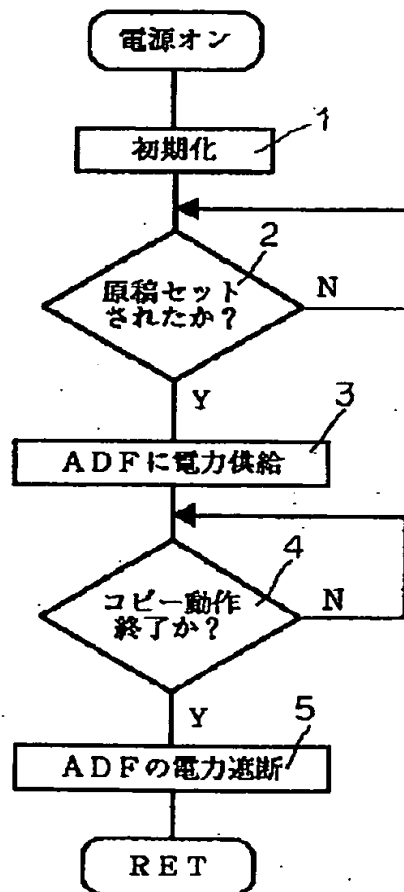 電源オン
1
初期化
2
原稿セット
されたか?
N
Y
3
ADFに電力供給
4
コピー動作
終了か?
N
Y
5
ADFの電力遮断
RET